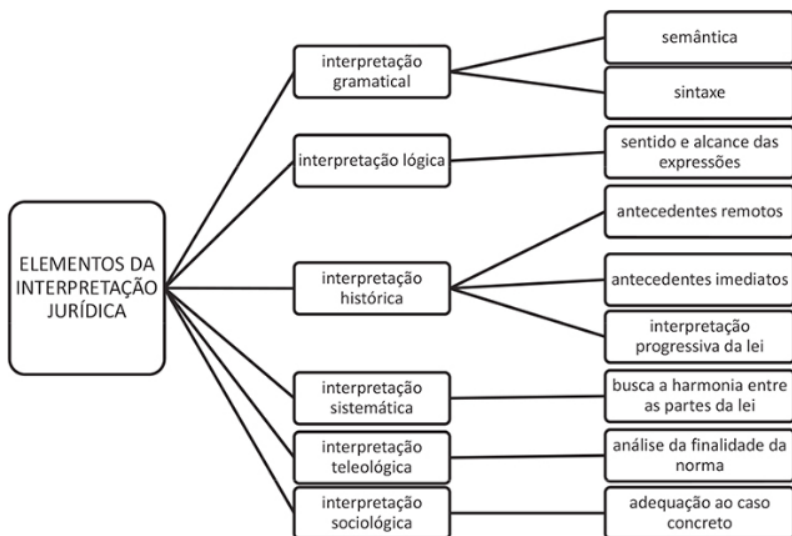 ELEMENTOS DA
INTERPRETAÇÃO
JURÍDICA
interpretação
gramatical
semântica
sintaxe
interpretação lógica
sentido e alcance das
expressões
interpretação
histórica
antecedentes remotos
antecedentes imediatos
interpretação
progressiva da lei
interpretação
sistemática
busca a harmonia entre
as partes da lei
interpretação
teleológica
análise da finalidade da
norma
interpretação
sociológica
adequação ao caso
concreto